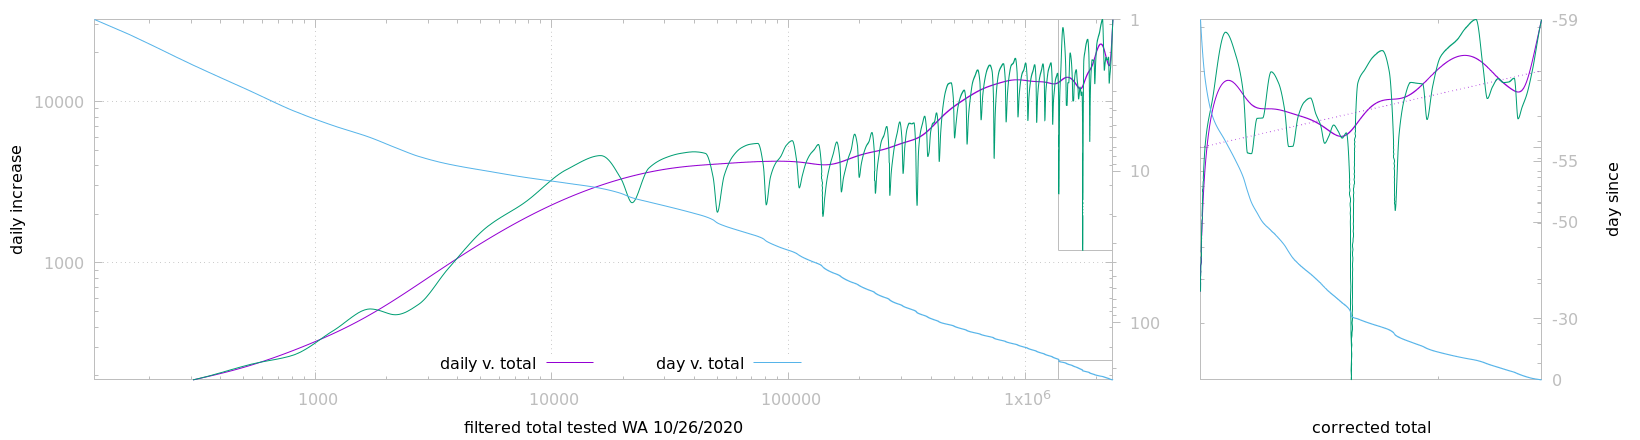 daily increase
10000
1000
daily v. total
day v. total
1000
10000
100000
1x10⁶
filtered total tested WA 10/26/2020
1
10
100
-59
-55
-50
-30
0
day since
corrected total